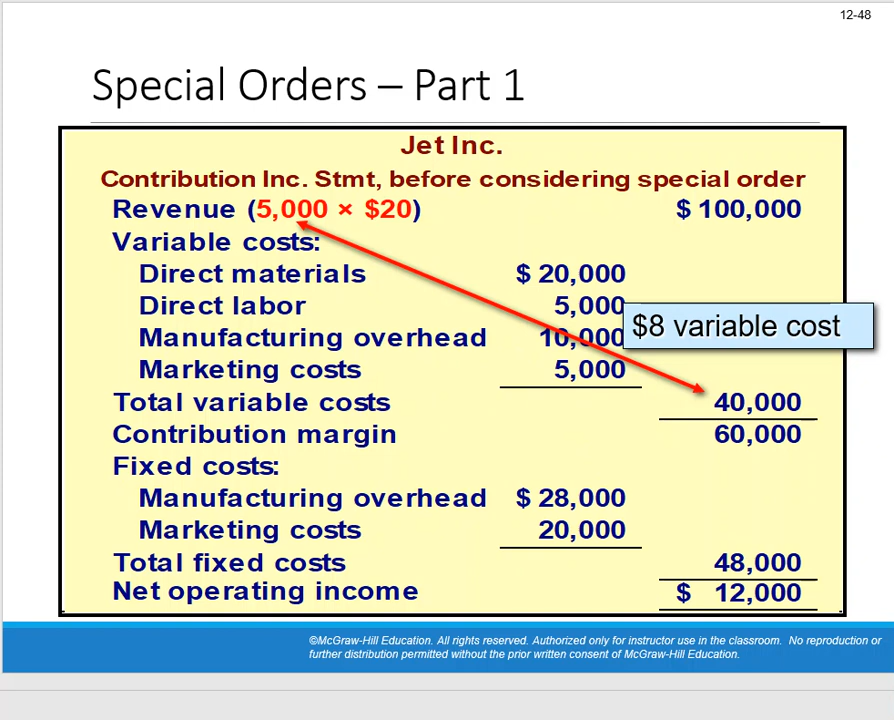 12-48
Special Orders – Part 1
Jet Inc.
Contribution Inc. Stmt, before considering special order
Revenue (5,000 × $20) $ 100,000
Variable costs:
Direct materials $ 20,000
Direct labor 5,000
$8 variable cost
Manufacturing overhead 10,000
Marketing costs 5,000
Total variable costs 40,000
Contribution margin 60,000
Fixed costs:
Manufacturing overhead $ 28,000
Marketing costs 20,000
Total fixed costs 48,000
Net operating income $ 12,000
©McGraw-Hill Education. All rights reserved. Authorized only for instructor use in the classroom. No reproduction or
further distribution permitted without the prior written consent of McGraw-Hill Education.